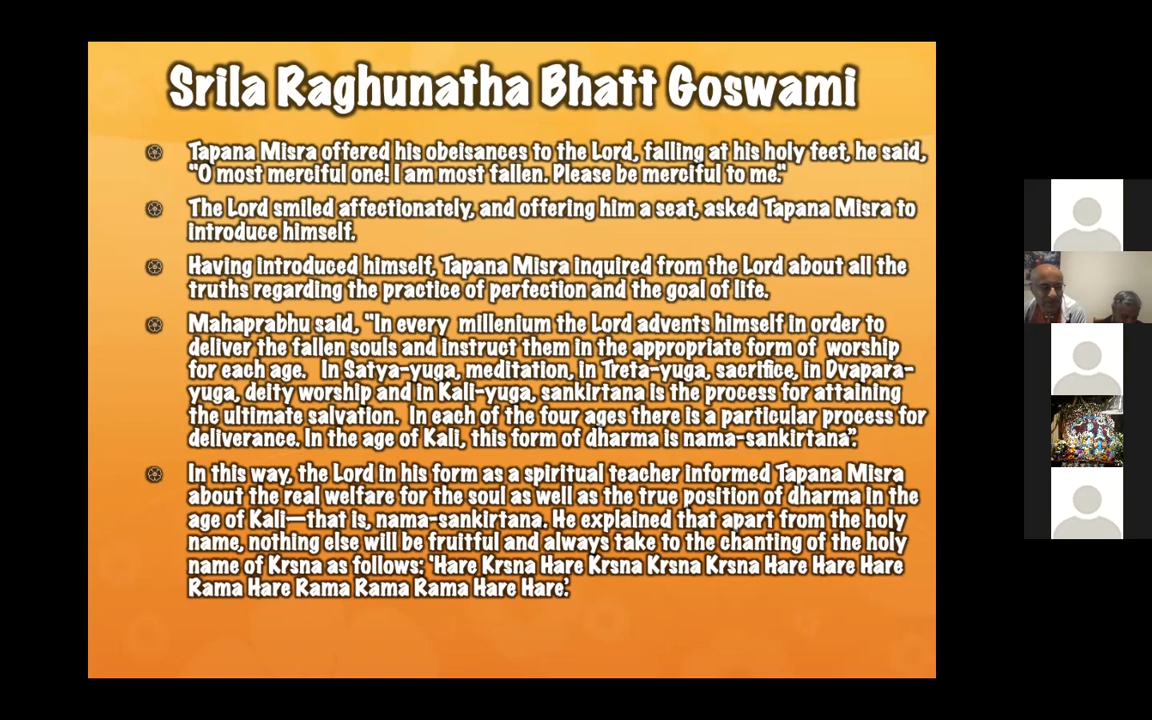 Srila Raghunatha Bhatt Goswami
Tapana Misra offered his obeisances to the Lord, falling at his holy feet, he said,
"O most merciful one! I am most fallen. Please be merciful to me."
The Lord smiled affectionately, and offering him a seat, asked Tapana Misra to
introduce himself.
Having introduced himself, Tapana Misra inquired from the Lord about all the
truths regarding the practice of perfection and the goal of life.
Mahaprabhu said, "In every millenium the Lord advents himself in order to
deliver the fallen souls and instruct them in the appropriate form of worship
for each age. In Satya-yuga, meditation, in Treta-yuga, sacrifice, in Dvapara-
yuga, deity worship and in Kali-yuga, sankirtana is the process for attaining
the ultimate salvation. In each of the four ages there is a particular process for
deliverance. In the age of Kali, this form of dharma is nama-sankirtana".
In this way, the Lord in his form as a spiritual teacher informed Tapana Misra
about the real welfare for the soul as well as the true position of dharma in the
age of Kali—that is, nama-sankirtana. He explained that apart from the holy
name, nothing else will be fruitful and always take to the chanting of the holy
name of Krsna as follows: 'Hare Krsna Hare Krsna Krsna Krsna Hare Hare Hare
Rama Hare Rama Rama Rama Hare Hare.'